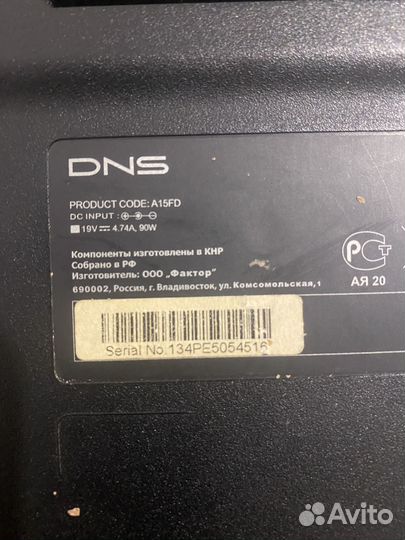 DNS
PRODUCT CODE: A15FD
DC INPUT :
19V 4.74A, 90W
Компоненты изготовлены в КНР
Собрано в РФ
Изготовитель: ООО „Фактор"
690002, Россия, г. Владивосток, ул. Комсомольская,1
АЯ 20
Serial No.134PE5054516
Avito